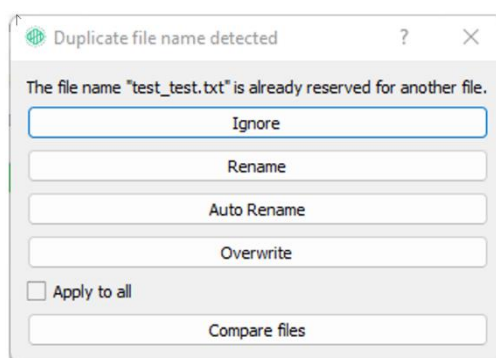 Duplicate file name detected ?
The file name "test_test.txt" is already reserved for another file.
Ignore
Rename
Auto Rename
Overwrite
Apply to all
Compare files